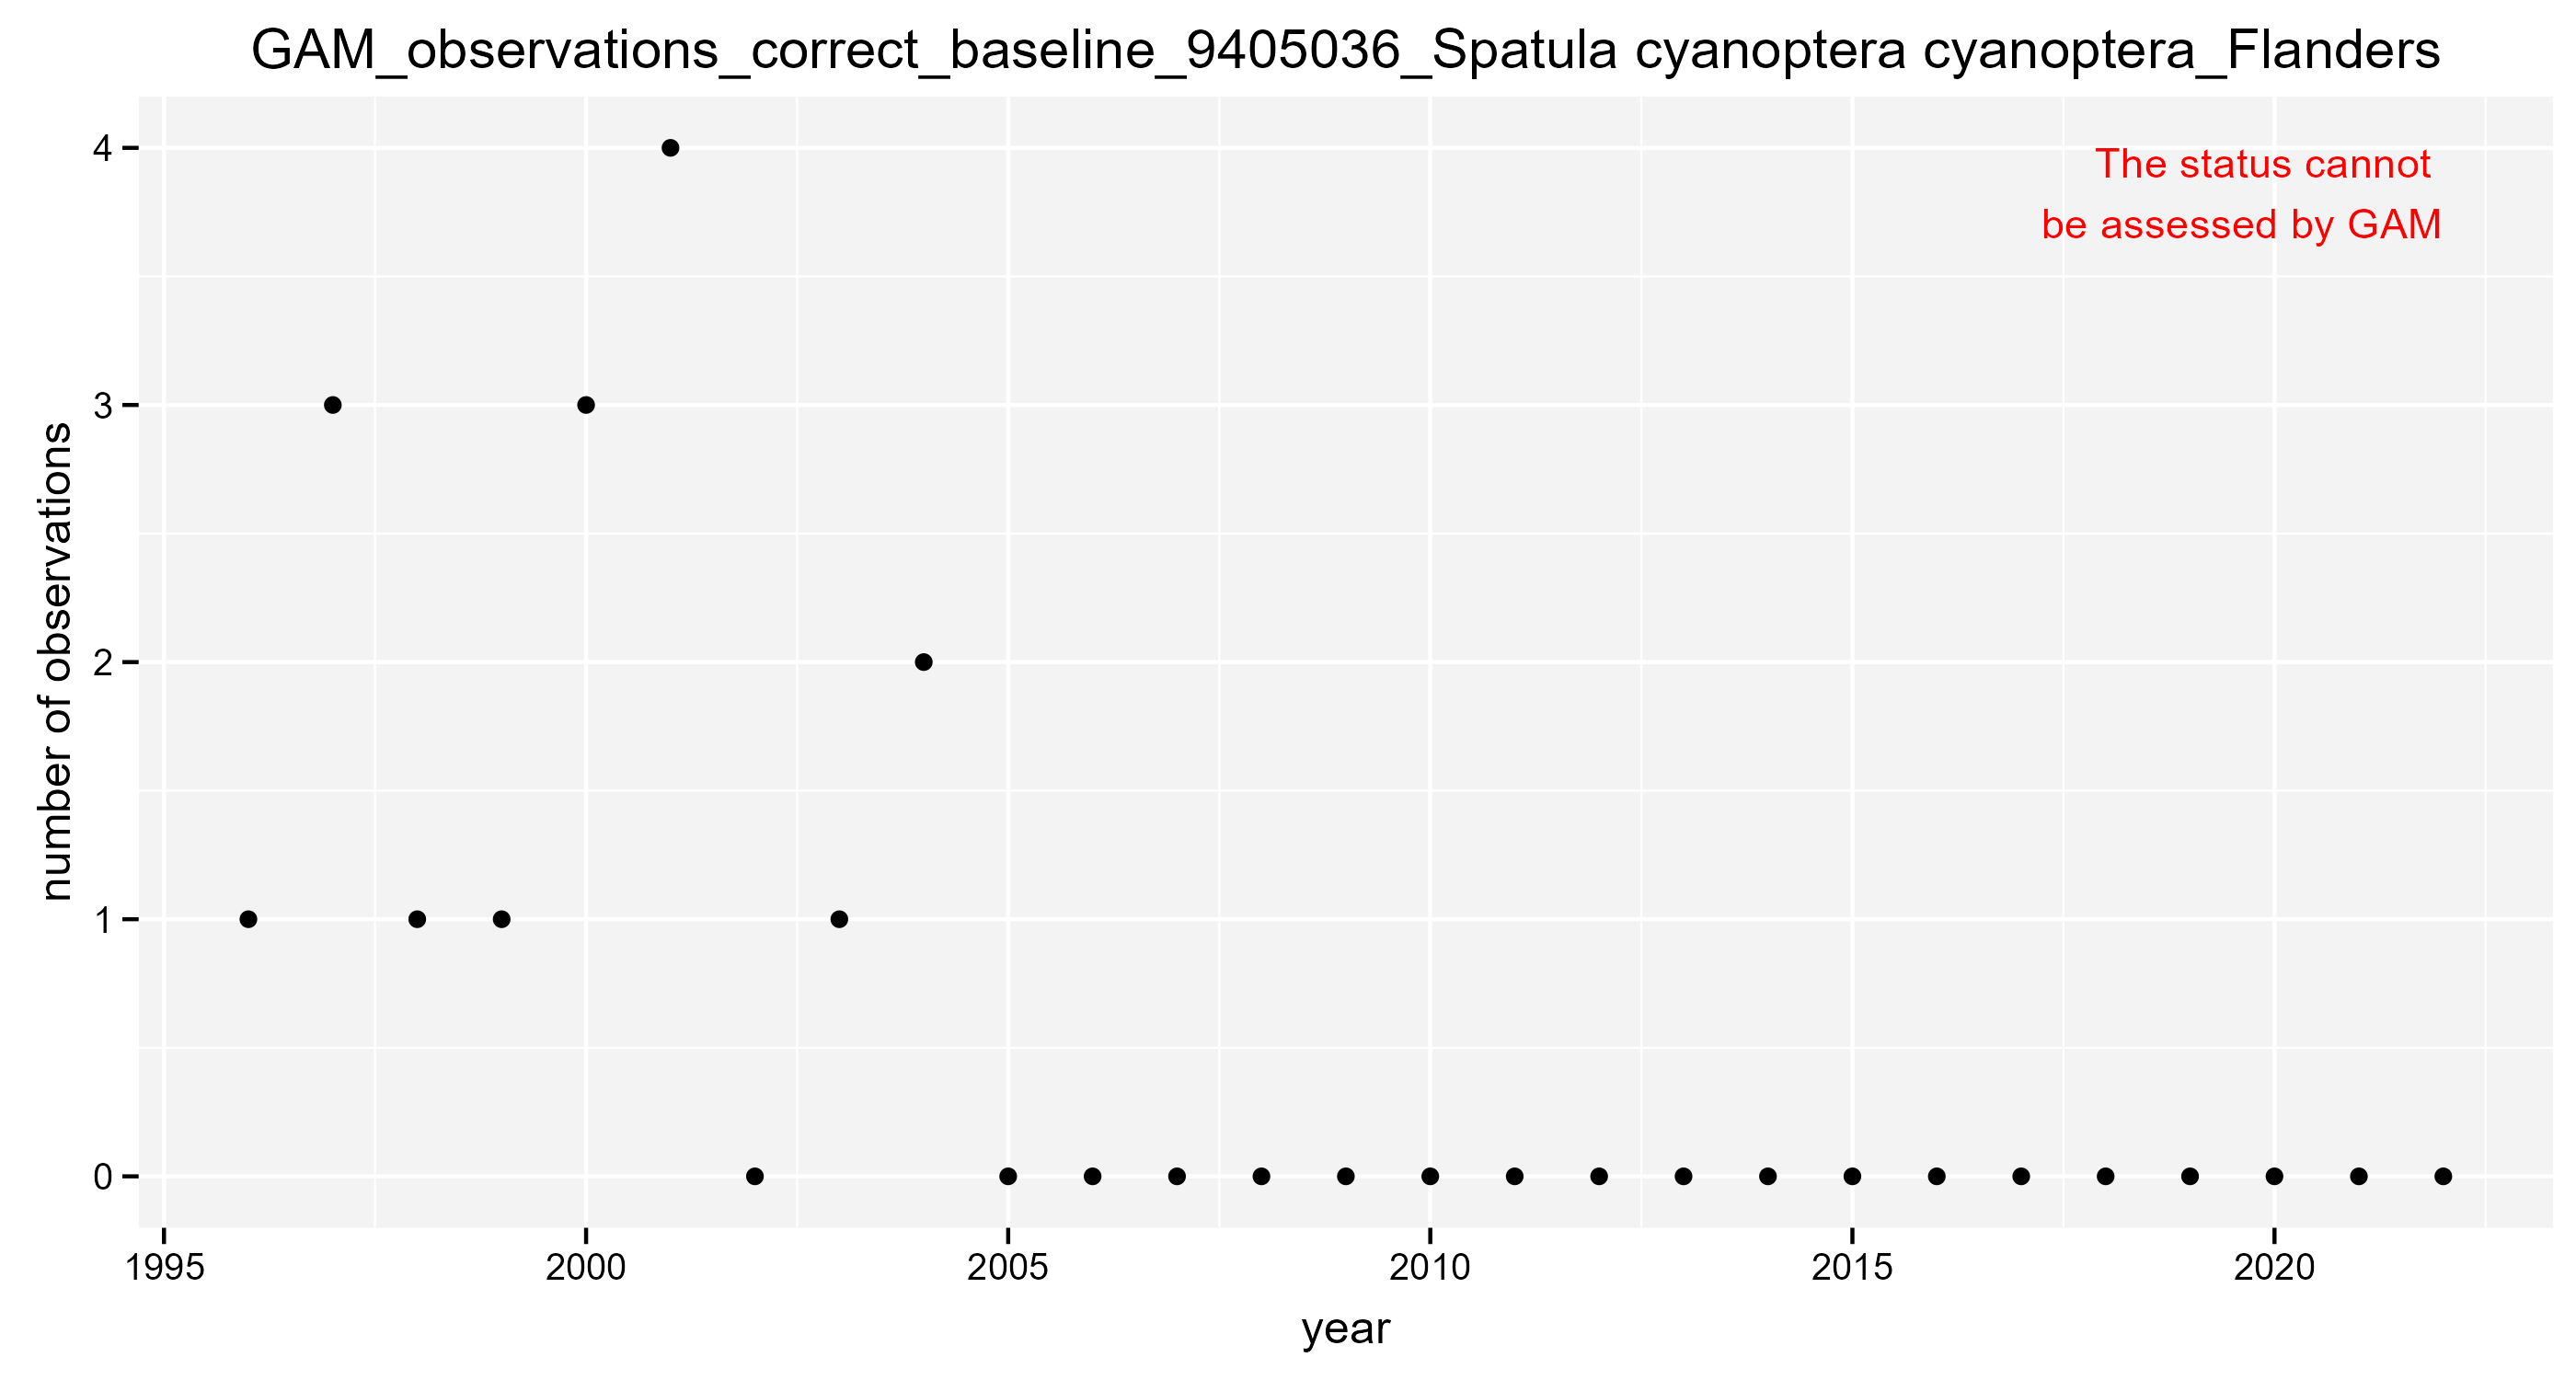 GAM_observations_correct_baseline_9405036_Spatula cyanoptera cyanoptera_Flanders
The status cannot
be assessed by GAM
number of observations
4
3
2
1
0
1995 2000 2005 2010 2015 2020
year